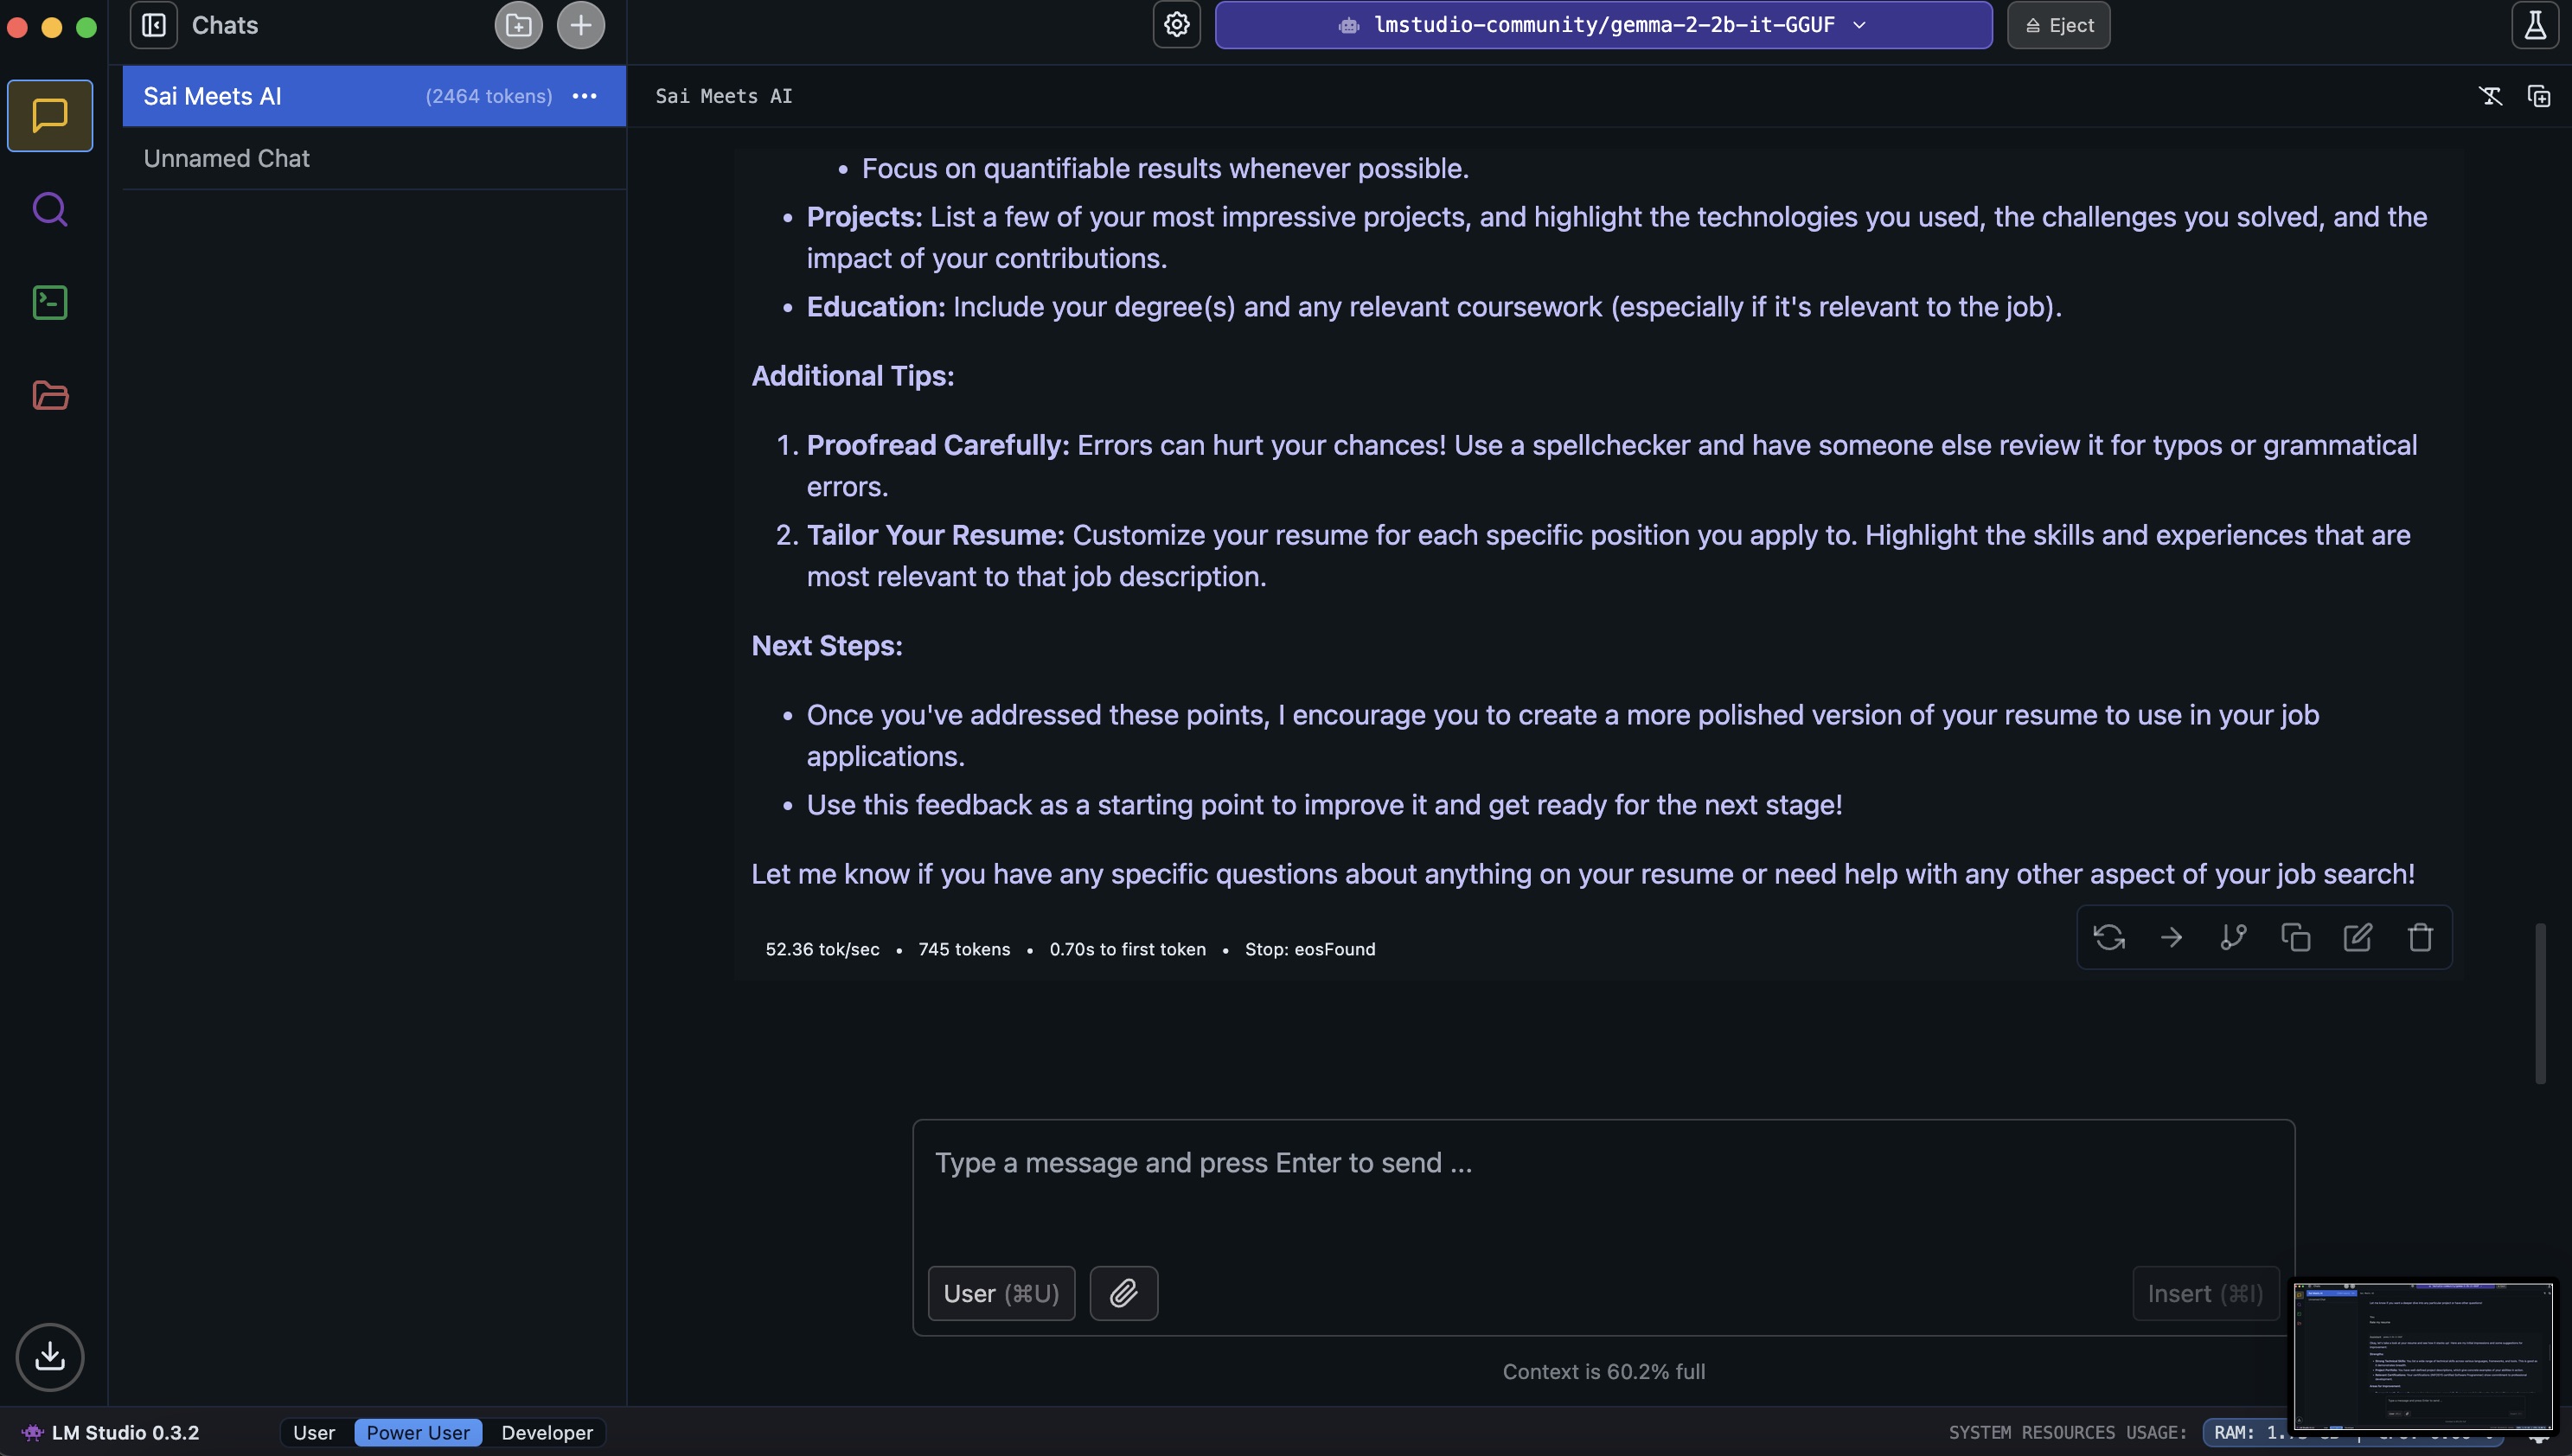 Chats
lmstudio-community/gemma-2-2b-it-GGUF
Eject
Sai Meets AI
(2464 tokens)
Unnamed Chat
Sai Meets AI
• Focus on quantifiable results whenever possible.
• Projects: List a few of your most impressive projects, and highlight the technologies you used, the challenges you solved, and the
impact of your contributions.
• Education: Include your degree(s) and any relevant coursework (especially if it's relevant to the job).
Additional Tips:
1. Proofread Carefully: Errors can hurt your chances! Use a spellchecker and have someone else review it for typos or grammatical
errors.
2. Tailor Your Resume: Customize your resume for each specific position you apply to. Highlight the skills and experiences that are
most relevant to that job description.
Next Steps:
• Once you've addressed these points, I encourage you to create a more polished version of your resume to use in your job
applications.
• Use this feedback as a starting point to improve it and get ready for the next stage!
Let me know if you have any specific questions about anything on your resume or need help with any other aspect of your job search!
52.36 tok/sec • 745 tokens • 0.70s to first token • Stop: eosFound
Type a message and press Enter to send ...
User (⌘U)
Insert (⌘I)
Context is 60.2% full
LM Studio 0.3.2
User
Power User
Developer
SYSTEM RESOURCES USAGE:
RAM: